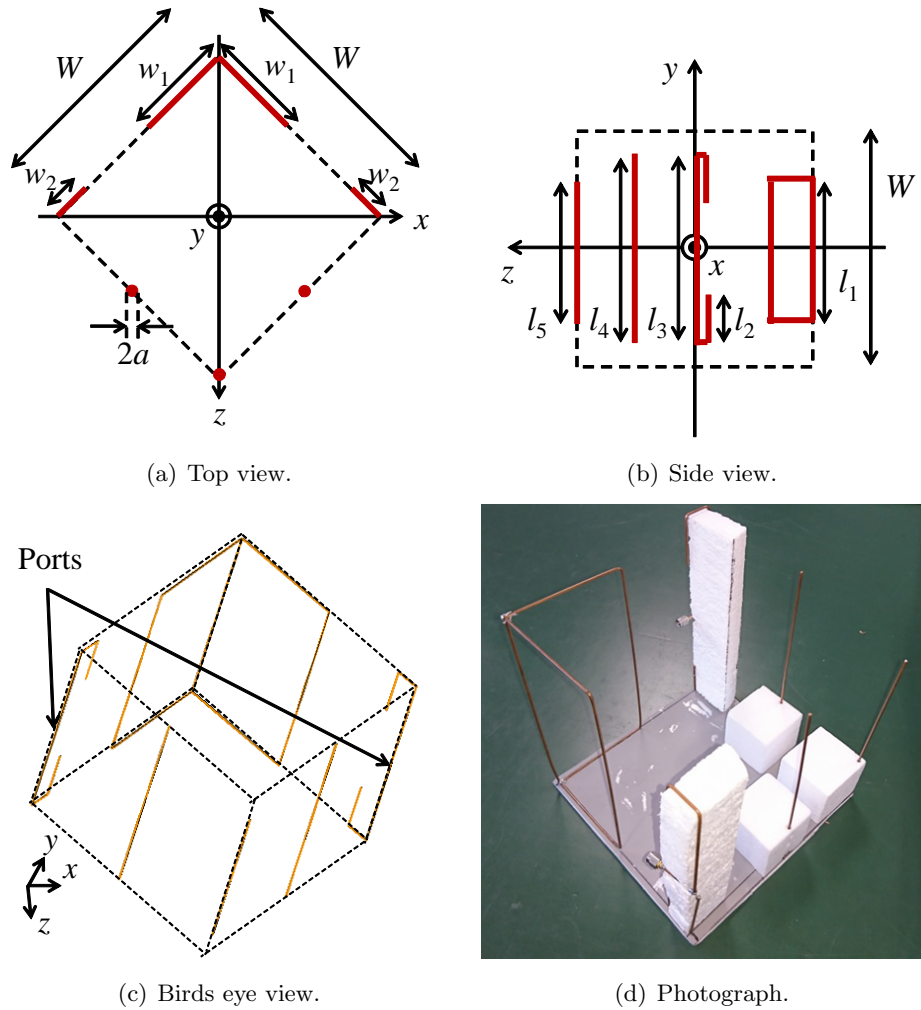 W
W
w1
w1
w2
w2
y
x
2a
z
(a) Top view.
y
W
z
x
l5
l4
l3
l2
l1
(b) Side view.
Ports
y
x
z
(c) Birds eye view.
(d) Photograph.